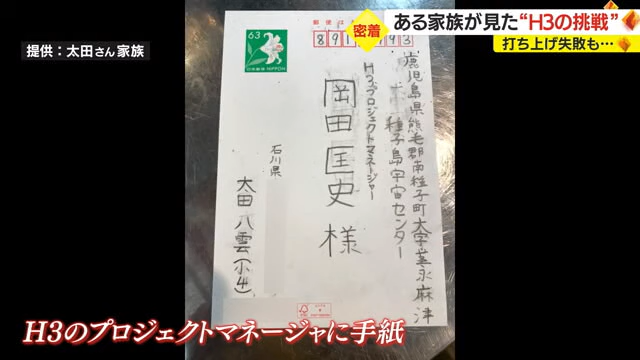 提供：太田さん家族
密着
ある家族が見た“H3の挑戦”
打ち上げ失敗も…
63
日本郵便 NIPPON
郵便は
鹿児島県熊毛郡南種子町大字茎永麻津
種子島宇宙センター
H3プロジェクトマネージャー
岡田匡史様
石川県
太田八雲(小4)
H3のプロジェクトマネージャに手紙